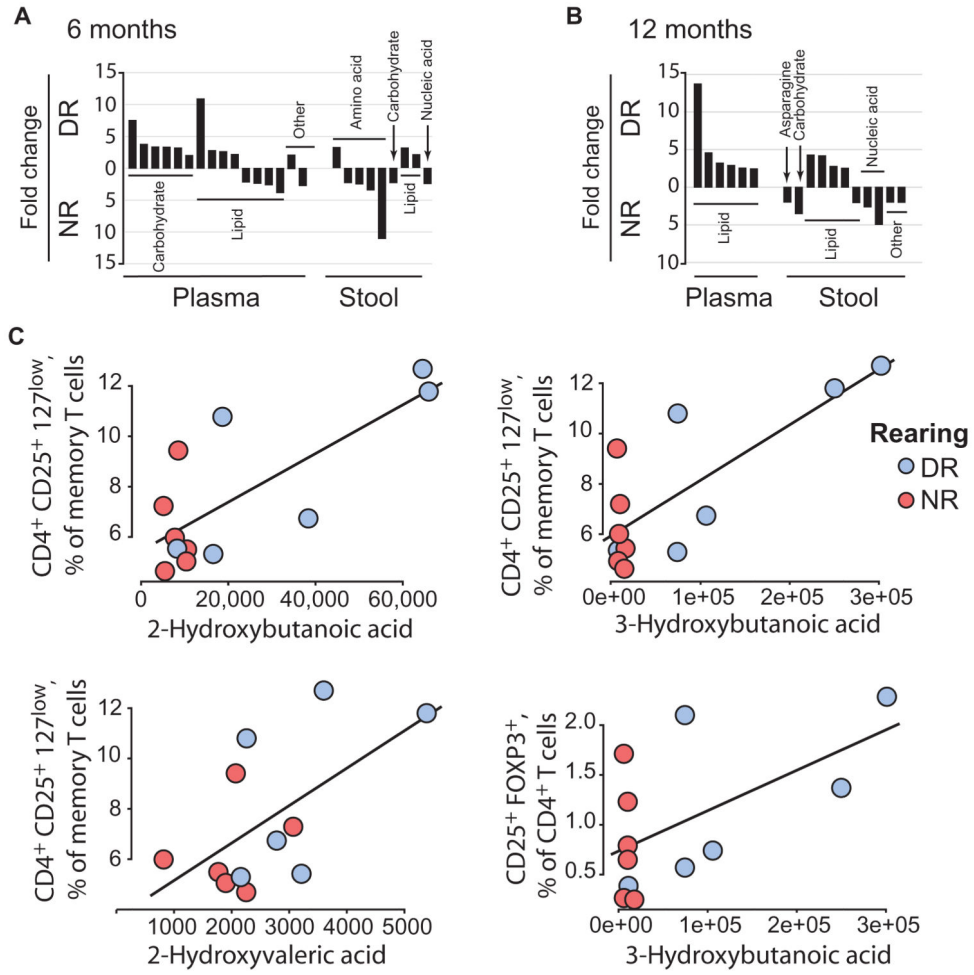 A
6 months
Fold change
NR DR
15
10
5
0
5
10
15
Carbohydrate
Lipid
Other
Amino acid
Carbohydrate
Lipid
Nucleic acid
Plasma
Stool
B
12 months
Fold change
NR DR
15
10
5
0
5
10
Lipid
Asparagine
Carbohydrate
Lipid
Nucleic acid
Other
Plasma
Stool
C
CD4⁺ CD25⁺ 127ˡᵒʷ,
% of memory T cells
12
10
8
6
0 20,000 40,000 60,000
2-Hydroxybutanoic acid
CD4⁺ CD25⁺ 127ˡᵒʷ,
% of memory T cells
12
10
8
6
0e+00 1e+05 2e+05 3e+05
3-Hydroxybutanoic acid
Rearing
DR
NR
CD4⁺ CD25⁺ 127ˡᵒʷ,
% of memory T cells
12
10
8
6
1000 2000 3000 4000 5000
2-Hydroxyvaleric acid
CD25⁺ FOXP3⁺,
% of CD4⁺ T cells
2.0
1.5
1.0
0.5
0e+00 1e+05 2e+05 3e+05
3-Hydroxybutanoic acid